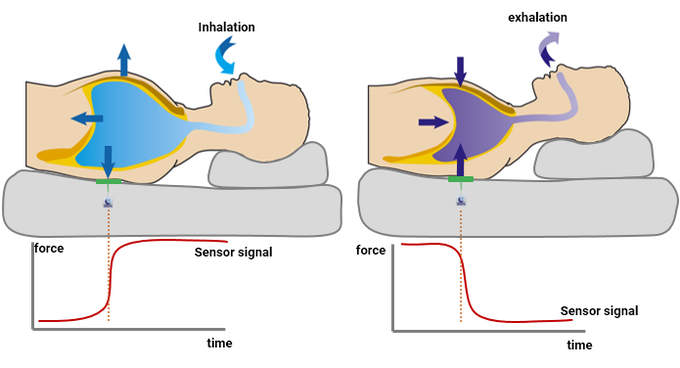 Inhalation
exhalation
force
Sensor signal
time
force
Sensor signal
time